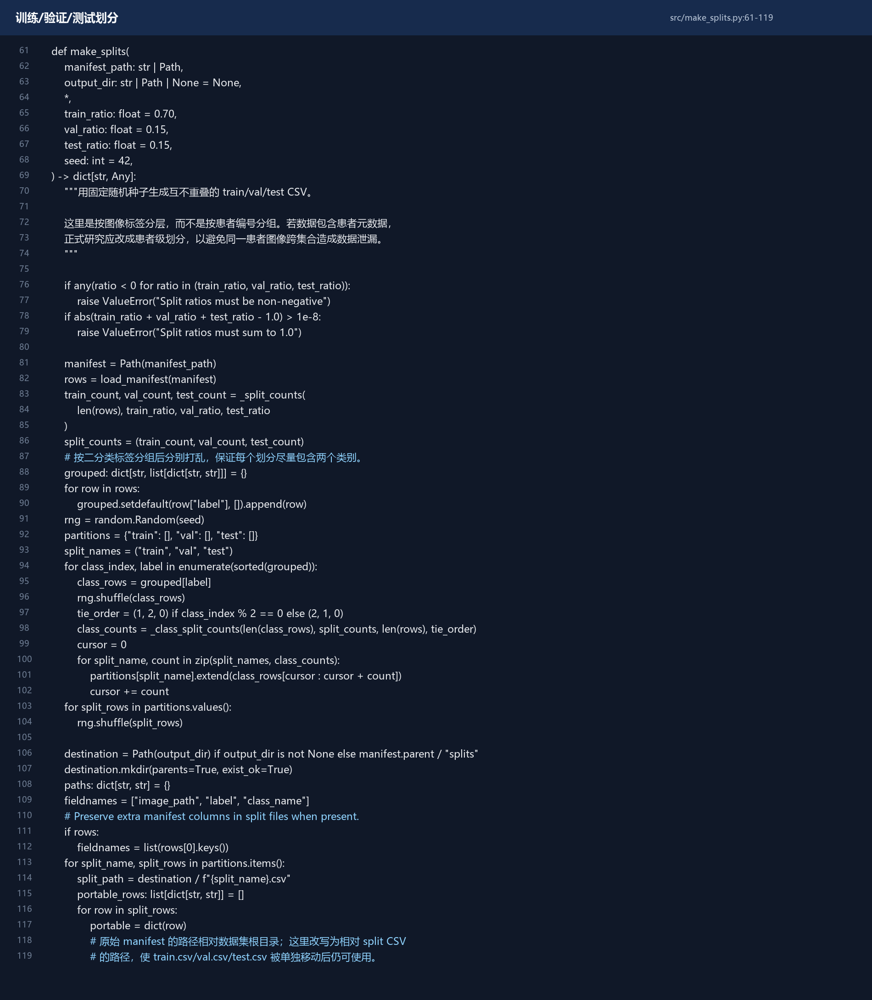 训练/验证/测试划分
src/make_splits.py:61-119
61 def make_splits(
62 manifest_path: str | Path,
63 output_dir: str | Path | None = None,
64 *,
65 train_ratio: float = 0.70,
66 val_ratio: float = 0.15,
67 test_ratio: float = 0.15,
68 seed: int = 42,
69 ) -> dict[str, Any]:
70 """用固定随机种子生成互不重叠的 train/val/test CSV。
71
72 这里是按图像标签分层，而不是按患者编号分组。若数据包含患者元数据，
73 正式研究应改成患者级划分，以避免同一患者图像跨集合造成数据泄漏。
74 """
75
76 if any(ratio < 0 for ratio in (train_ratio, val_ratio, test_ratio)):
77 raise ValueError("Split ratios must be non-negative")
78 if abs(train_ratio + val_ratio + test_ratio - 1.0) > 1e-8:
79 raise ValueError("Split ratios must sum to 1.0")
80
81 manifest = Path(manifest_path)
82 rows = load_manifest(manifest)
83 train_count, val_count, test_count = _split_counts(
84 len(rows), train_ratio, val_ratio, test_ratio
85 )
86 split_counts = (train_count, val_count, test_count)
87 # 按二分类标签分组后分别打乱，保证每个划分尽量包含两个类别。
88 grouped: dict[str, list[dict[str, str]]] = {}
89 for row in rows:
90 grouped.setdefault(row["label"], []).append(row)
91 rng = random.Random(seed)
92 partitions = {"train": [], "val": [], "test": []}
93 split_names = ("train", "val", "test")
94 for class_index, label in enumerate(sorted(grouped)):
95 class_rows = grouped[label]
96 rng.shuffle(class_rows)
97 tie_order = (1, 2, 0) if class_index % 2 == 0 else (2, 1, 0)
98 class_counts = _class_split_counts(len(class_rows), split_counts, len(rows), tie_order)
99 cursor = 0
100 for split_name, count in zip(split_names, class_counts):
101 partitions[split_name].extend(class_rows[cursor : cursor + count])
102 cursor += count
103 for split_rows in partitions.values():
104 rng.shuffle(split_rows)
105
106 destination = Path(output_dir) if output_dir is not None else manifest.parent / "splits"
107 destination.mkdir(parents=True, exist_ok=True)
108 paths: dict[str, str] = {}
109 fieldnames = ["image_path", "label", "class_name"]
110 # Preserve extra manifest columns in split files when present.
111 if rows:
112 fieldnames = list(rows[0].keys())
113 for split_name, split_rows in partitions.items():
114 split_path = destination / f"{split_name}.csv"
115 portable_rows: list[dict[str, str]] = []
116 for row in split_rows:
117 portable = dict(row)
118 # 原始 manifest 的路径相对数据集根目录；这里改写为相对 split CSV
119 # 的路径，使 train.csv/val.csv/test.csv 被单独移动后仍可使用。